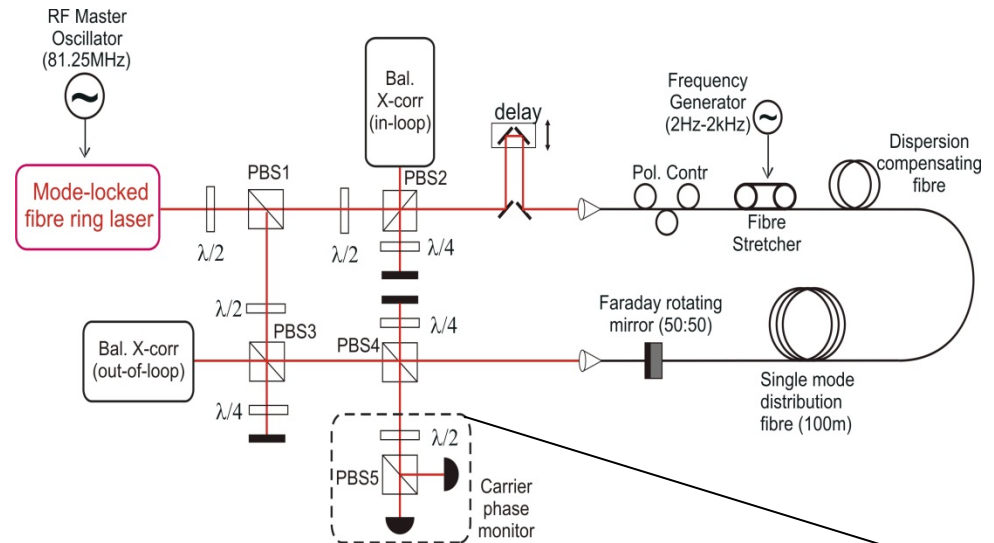 RF Master
Oscillator
(81.25MHz)
Mode-locked
fibre ring laser
λ/2
PBS1
λ/2
Bal.
X-corr
(in-loop)
PBS2
λ/4
delay
Pol. Contr
Frequency
Generator
(2Hz-2kHz)
Fibre
Stretcher
Dispersion
compensating
fibre
λ/2
PBS3
Bal. X-corr
(out-of-loop)
λ/4
λ/4
PBS4
Faraday rotating
mirror (50:50)
Single mode
distribution
fibre (100m)
λ/2
PBS5
Carrier
phase
monitor